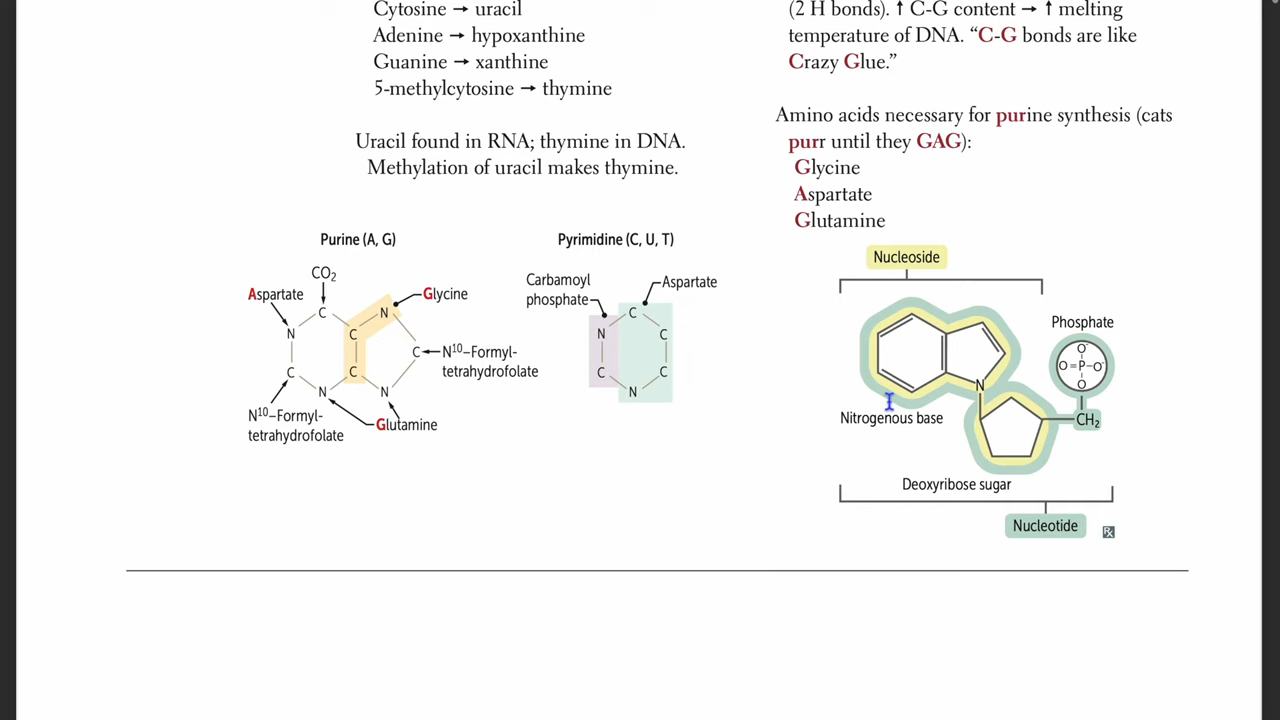 Cytosine → uracil
Adenine → hypoxanthine
Guanine → xanthine
5-methylcytosine → thymine
Uracil found in RNA; thymine in DNA.
Methylation of uracil makes thymine.
(2 H bonds). ↑ C-G content → ↑ melting
temperature of DNA. “C-G bonds are like
Crazy Glue.”
Amino acids necessary for purine synthesis (cats
purr until they GAG):
Glycine
Aspartate
Glutamine
Purine (A, G)
CO2
Aspartate
Glycine
C
N
N
C
C
N10–Formyl-
tetrahydrofolate
C
C
N
N
N10–Formyl-
tetrahydrofolate
Glutamine
Pyrimidine (C, U, T)
Carbamoyl
phosphate
Aspartate
C
N
C
C
C
N
Nucleoside
Phosphate
O-
O=P–O-
O
N
CH2
Nitrogenous base
Deoxyribose sugar
Nucleotide
Rx